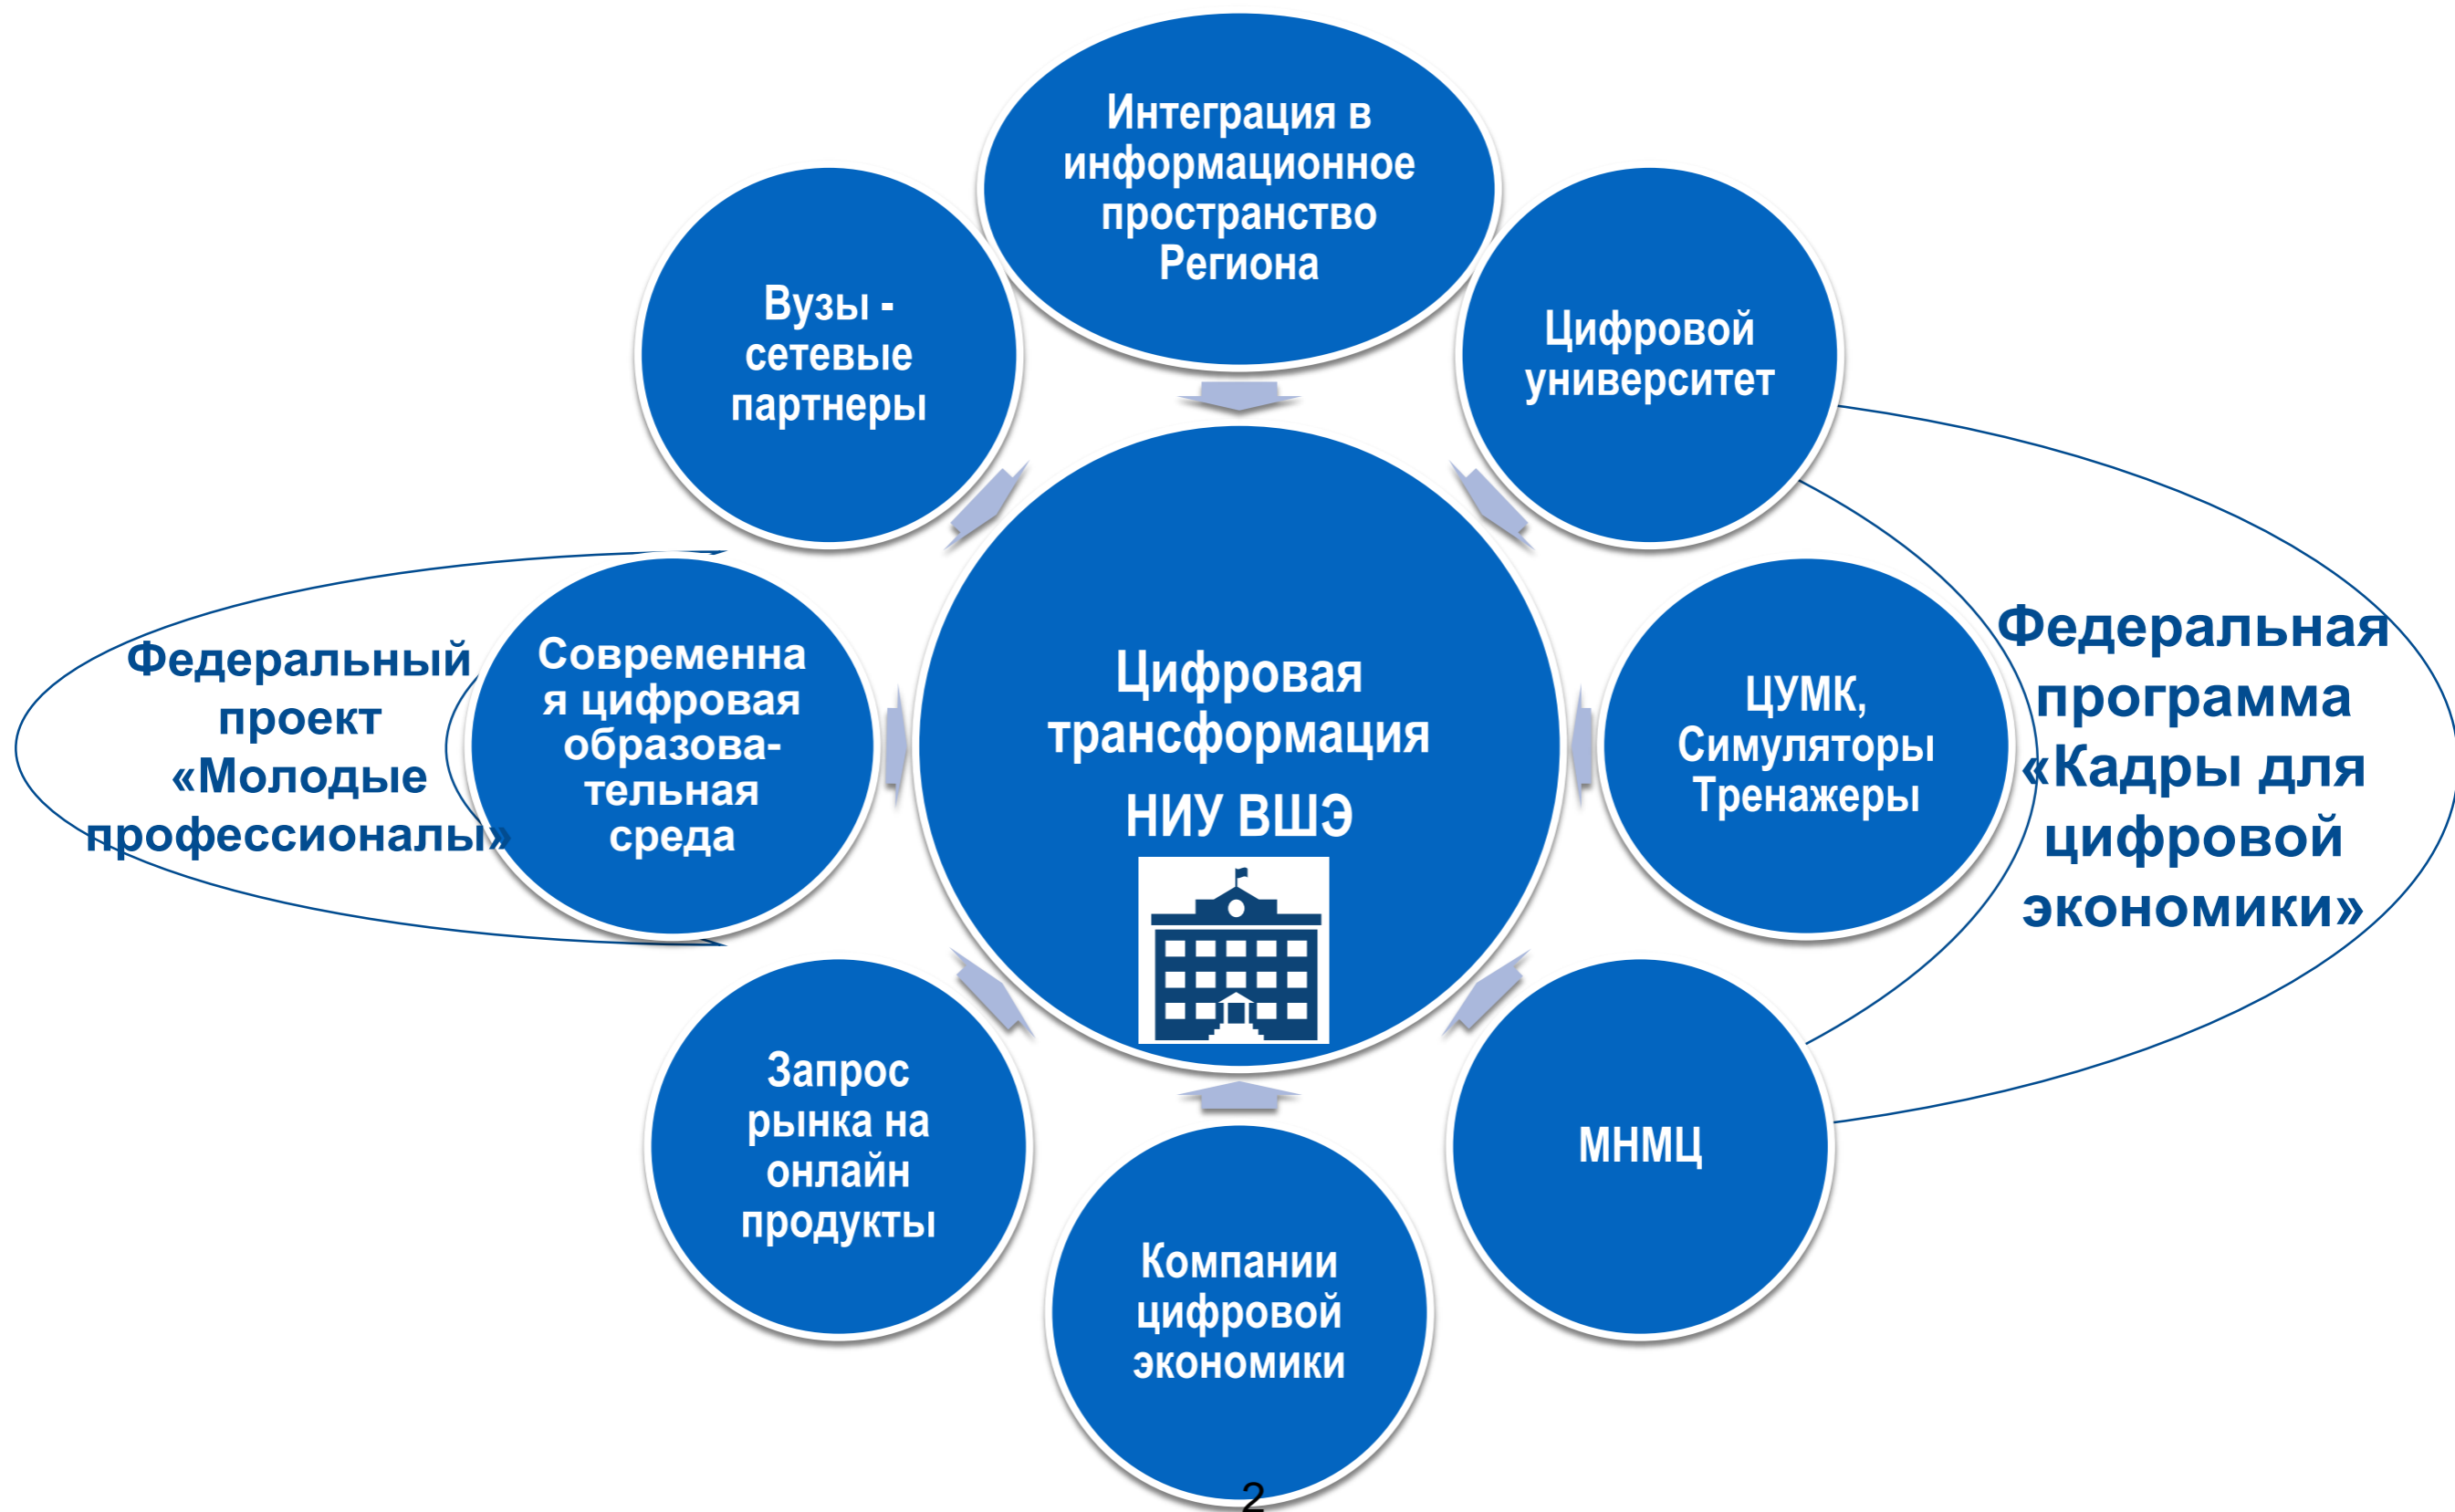 Интеграция в
информационное
пространство
Региона
Вузы -
сетевые
партнеры
Цифровой
университет
Федеральный
проект
«Молодые
профессионалы»
Современна
я цифровая
образова-
тельная
среда
Цифровая
трансформация
НИУ ВШЭ
ЦУМК,
Симуляторы
Тренажеры
Федеральная
программа
«Кадры для
цифровой
экономики»
Запрос
рынка на
онлайн
продукты
МНМЦ
Компании
цифровой
экономики
2